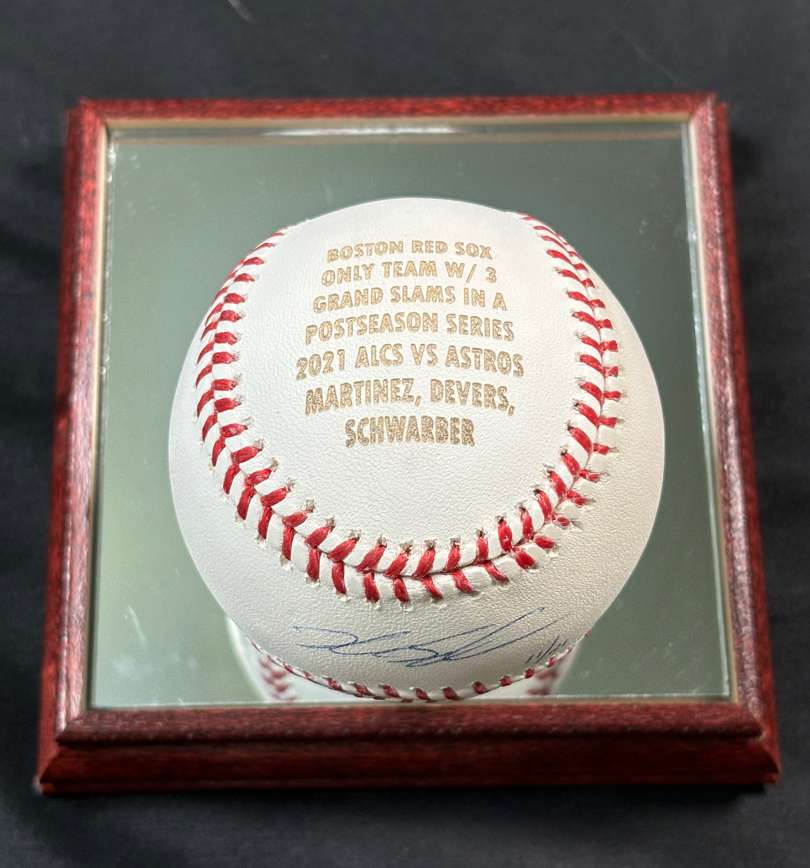 BOSTON RED SOX
ONLY TEAM W/ 3
GRAND SLAMS IN A
POSTSEASON SERIES
2021 ALCS VS ASTROS
MARTINEZ, DEVERS,
SCHWARBER